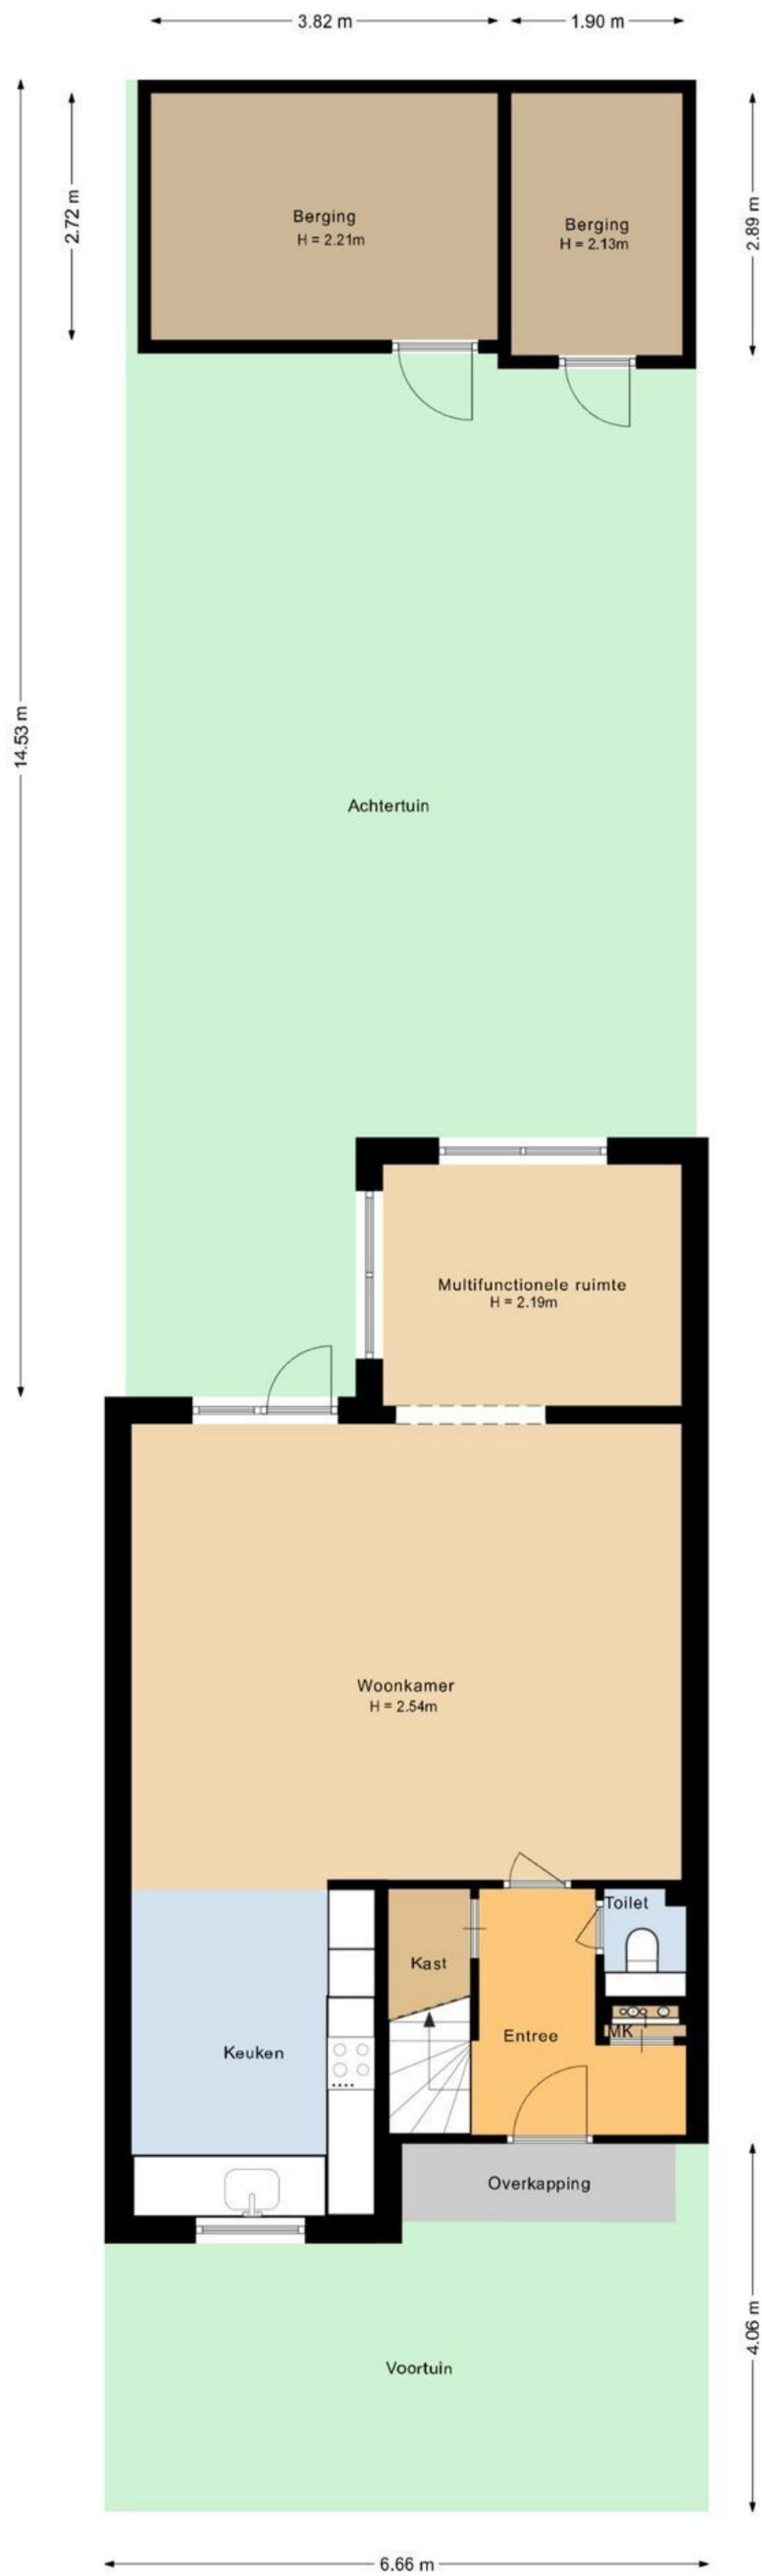 3.82 m
1.90 m
2.72 m
2.89 m
Berging
H = 2.21m
Berging
H = 2.13m
14.53 m
Achtertuin
Multifunctionele ruimte
H = 2.19m
Woonkamer
H = 2.54m
Toilet
Kast
MK
Entree
Keuken
Overkapping
4.06 m
Voortuin
6.66 m